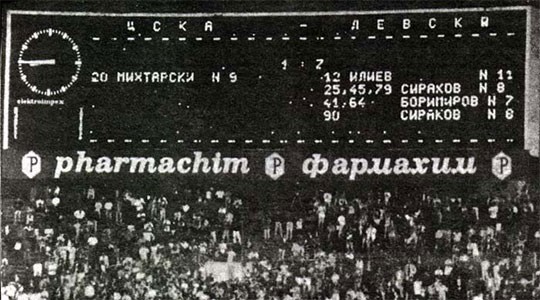 ЦСКА - ЛЕВСКИ
1 : 7
20 МИХТАРСКИ N 9 12 ИЛИЕВ N 11
25,45,79 СИРАКОВ N 8
41,64 БОРИМИРОВ N 7
90 СИРАКОВ N 8
elektroimpex
P pharmachim P фармахим P